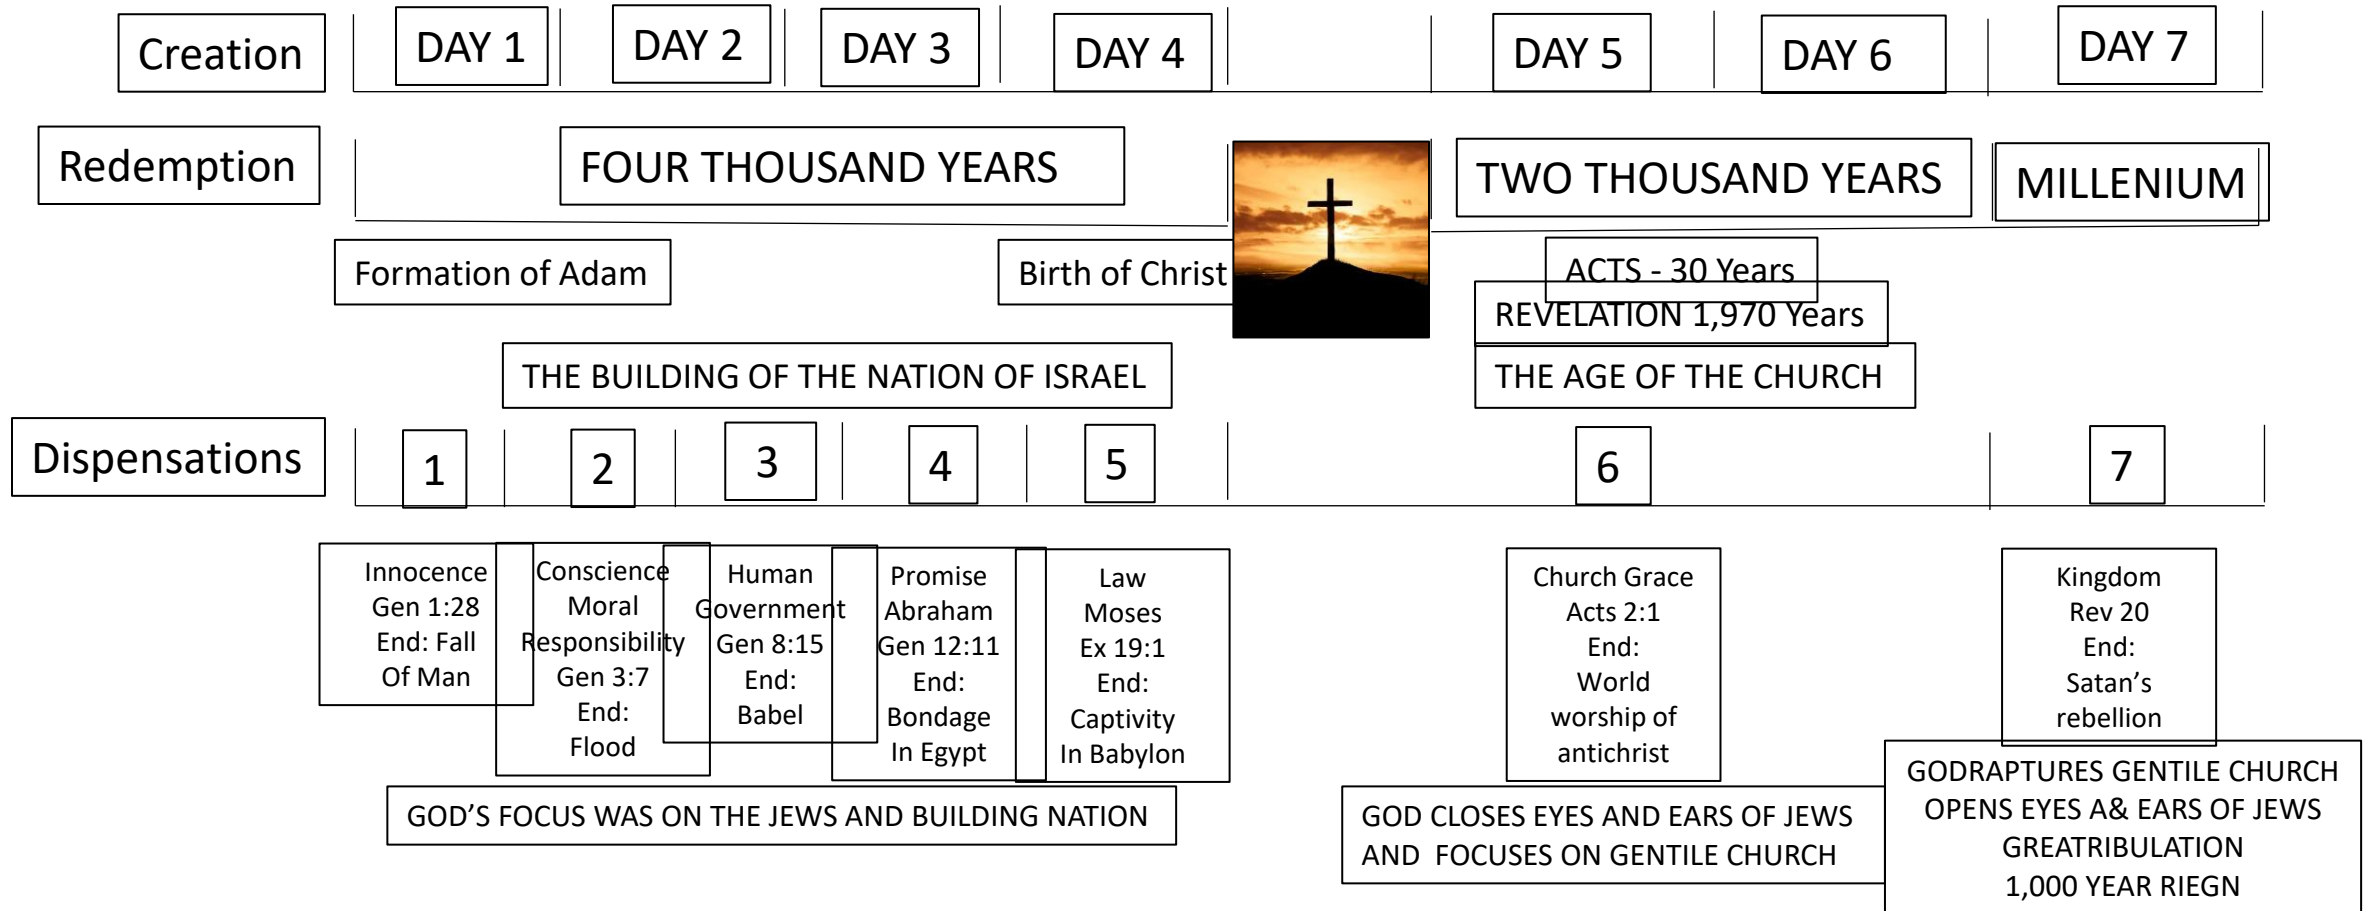 Creation
DAY 1
DAY 2
DAY 3
DAY 4
DAY 5
DAY 6
DAY 7
Redemption
FOUR THOUSAND YEARS
TWO THOUSAND YEARS
MILLENIUM
Formation of Adam
Birth of Christ
ACTS - 30 Years
REVELATION 1,970 Years
THE BUILDING OF THE NATION OF ISRAEL
THE AGE OF THE CHURCH
Dispensations
1
2
3
4
5
6
7
Innocence
Gen 1:28
End: Fall
Of Man
Conscience
Moral
Responsibility
Gen 3:7
End:
Flood
Human
Government
Gen 8:15
End:
Babel
Promise
Abraham
Gen 12:11
End:
Bondage
In Egypt
Law
Moses
Ex 19:1
End:
Captivity
In Babylon
Church Grace
Acts 2:1
End:
World
worship of
antichrist
Kingdom
Rev 20
End:
Satan’s
rebellion
GOD’S FOCUS WAS ON THE JEWS AND BUILDING NATION
GOD CLOSES EYES AND EARS OF JEWS
AND FOCUSES ON GENTILE CHURCH
GODRAPTURES GENTILE CHURCH
OPENS EYES A& EARS OF JEWS
GREATRIBULATION
1,000 YEAR RIEGN